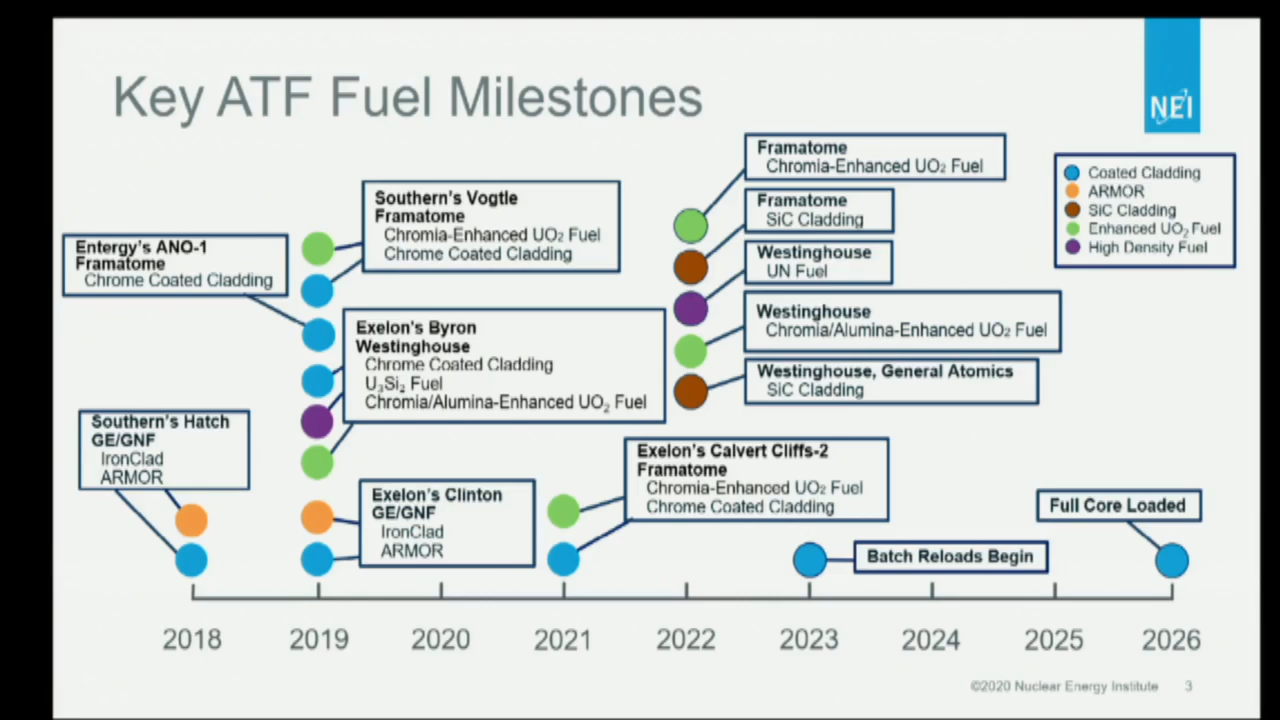 Key ATF Fuel Milestones
NEI
Coated Cladding
ARMOR
SiC Cladding
Enhanced UO₂ Fuel
High Density Fuel
Entergy's ANO-1
Framatome
Chrome Coated Cladding
Southern's Vogtle
Framatome
Chromia-Enhanced UO₂ Fuel
Chrome Coated Cladding
Exelon's Byron
Westinghouse
Chrome Coated Cladding
U₃Si₂ Fuel
Chromia/Alumina-Enhanced UO₂ Fuel
Southern's Hatch
GE/GNF
IronClad
ARMOR
Exelon's Clinton
GE/GNF
IronClad
ARMOR
Framatome
Chromia-Enhanced UO₂ Fuel
Framatome
SiC Cladding
Westinghouse
UN Fuel
Westinghouse
Chromia/Alumina-Enhanced UO₂ Fuel
Westinghouse, General Atomics
SiC Cladding
Exelon's Calvert Cliffs-2
Framatome
Chromia-Enhanced UO₂ Fuel
Chrome Coated Cladding
Batch Reloads Begin
Full Core Loaded
2018 2019 2020 2021 2022 2023 2024 2025 2026
©2020 Nuclear Energy Institute 3